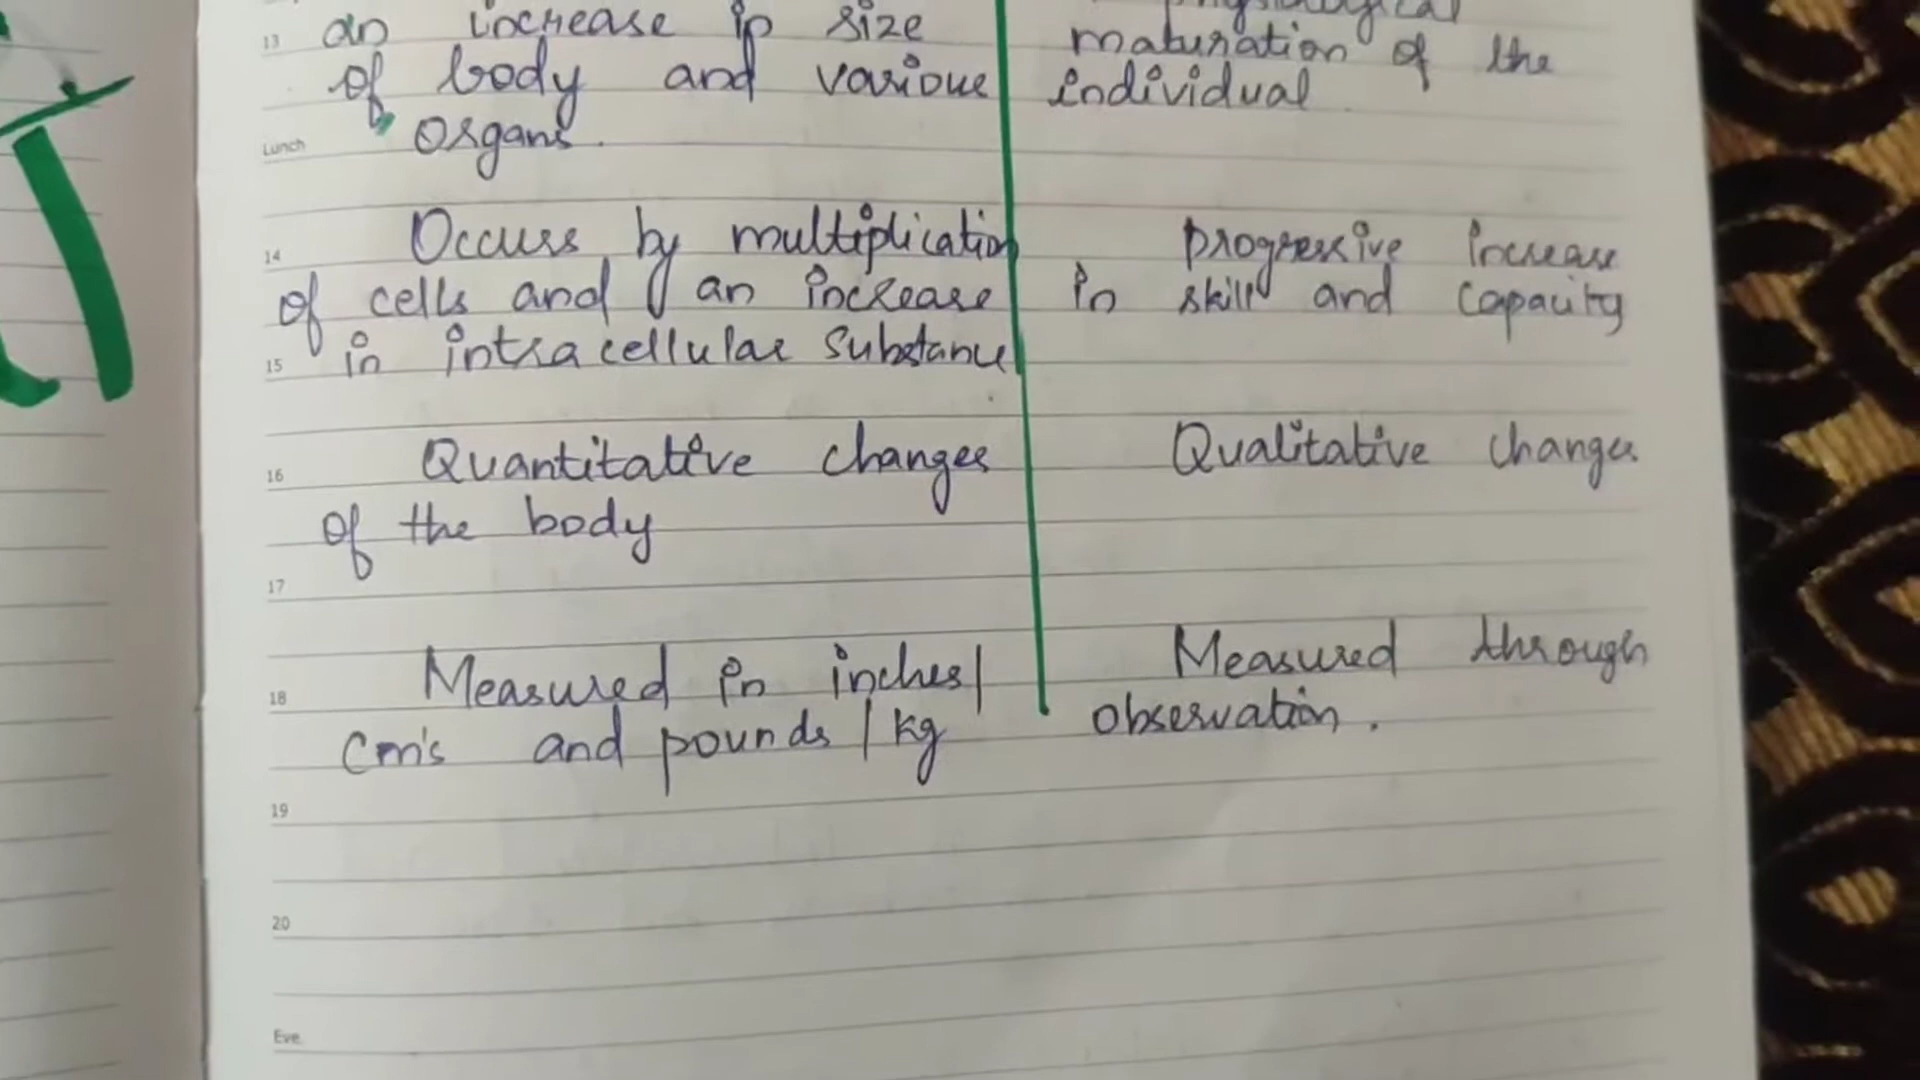 13 an increase in size
of body and various
Lunch organs.
14 Occurs by multiplication
of cells and an increase
15 in intracellular substance
16 Quantitative changes
of the body
17
18 Measured in inches/
cm's and pounds/kg
19
20
Eve
physiological
maturation of the
individual.
progressive increase
in skill and capacity
Qualitative changes
Measured through
observation.